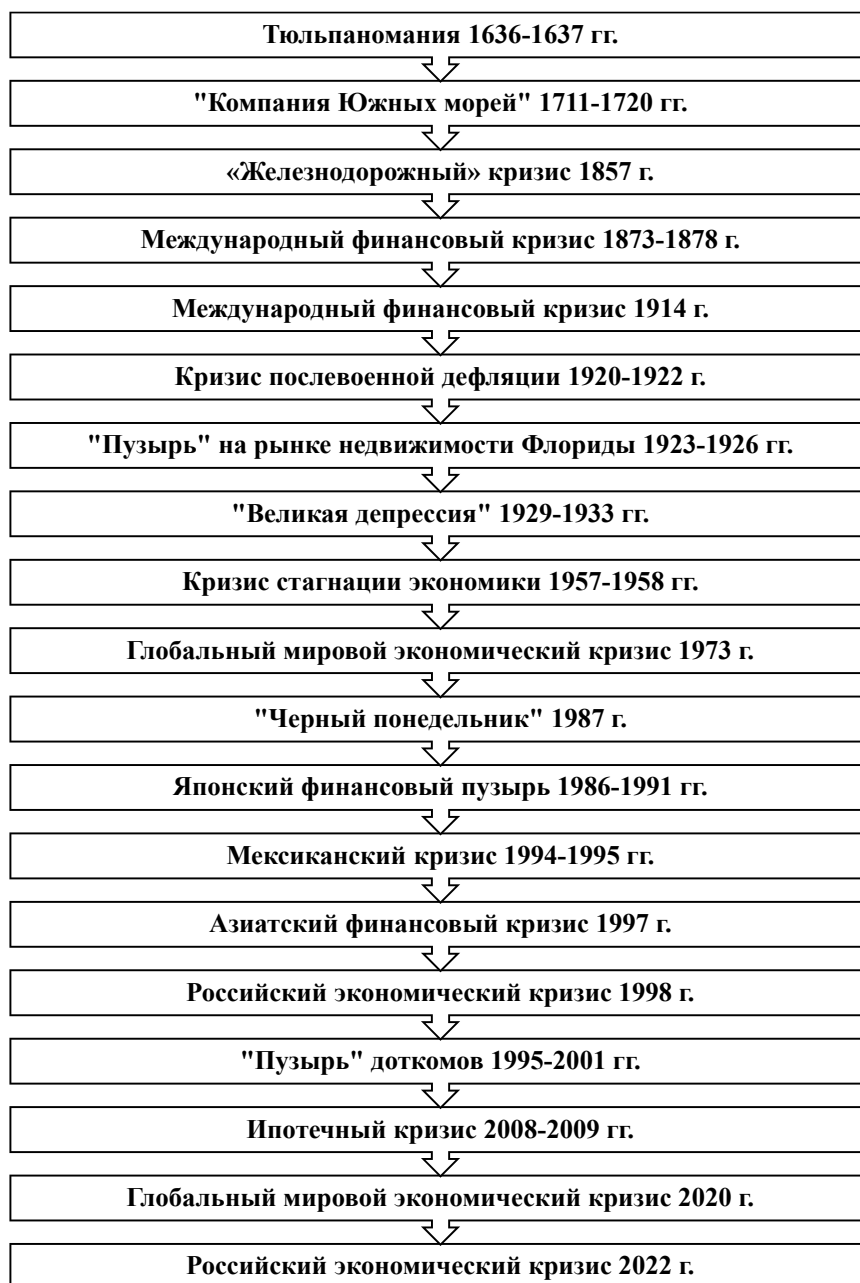 Тюльпаномания 1636-1637 гг.
"Компания Южных морей" 1711-1720 гг.
«Железнодорожный» кризис 1857 г.
Международный финансовый кризис 1873-1878 г.
Международный финансовый кризис 1914 г.
Кризис послевоенной дефляции 1920-1922 г.
"Пузырь" на рынке недвижимости Флориды 1923-1926 гг.
"Великая депрессия" 1929-1933 гг.
Кризис стагнации экономики 1957-1958 гг.
Глобальный мировой экономический кризис 1973 г.
"Черный понедельник" 1987 г.
Японский финансовый пузырь 1986-1991 гг.
Мексиканский кризис 1994-1995 гг.
Азиатский финансовый кризис 1997 г.
Российский экономический кризис 1998 г.
"Пузырь" доткомов 1995-2001 гг.
Ипотечный кризис 2008-2009 гг.
Глобальный мировой экономический кризис 2020 г.
Российский экономический кризис 2022 г.